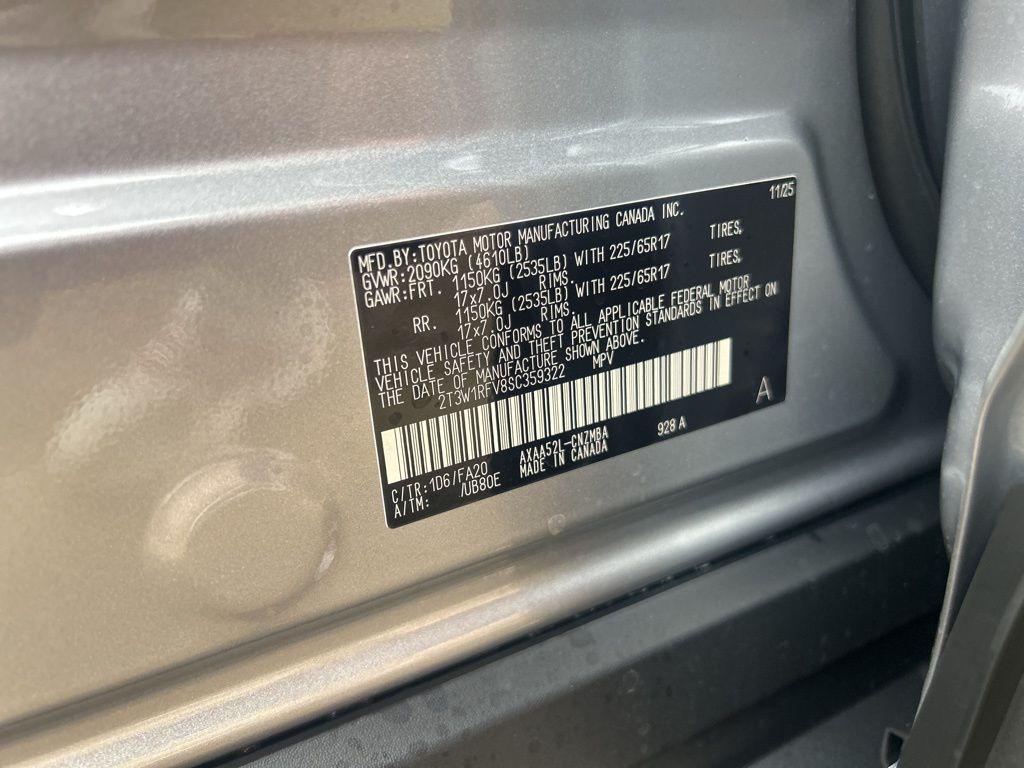 11/25
MFD.BY:TOYOTA MOTOR MANUFACTURING CANADA INC.
GVWR:2090KG (4610LB)
GAWR:FRT. 1150KG (2535LB) WITH 225/65R17 TIRES,
17x7.0J RIMS.
RR. 1150KG (2535LB) WITH 225/65R17 TIRES,
17x7.0J RIMS.
THIS VEHICLE CONFORMS TO ALL APPLICABLE FEDERAL MOTOR
VEHICLE SAFETY AND THEFT PREVENTION STANDARDS IN EFFECT ON
THE DATE OF MANUFACTURE SHOWN ABOVE.
2T3W1RFV8SC359322 MPV
A
C/TR:1D6/FA20 AXAA52L-CNZMBA 928 A
A/TM: /UB80E MADE IN CANADA